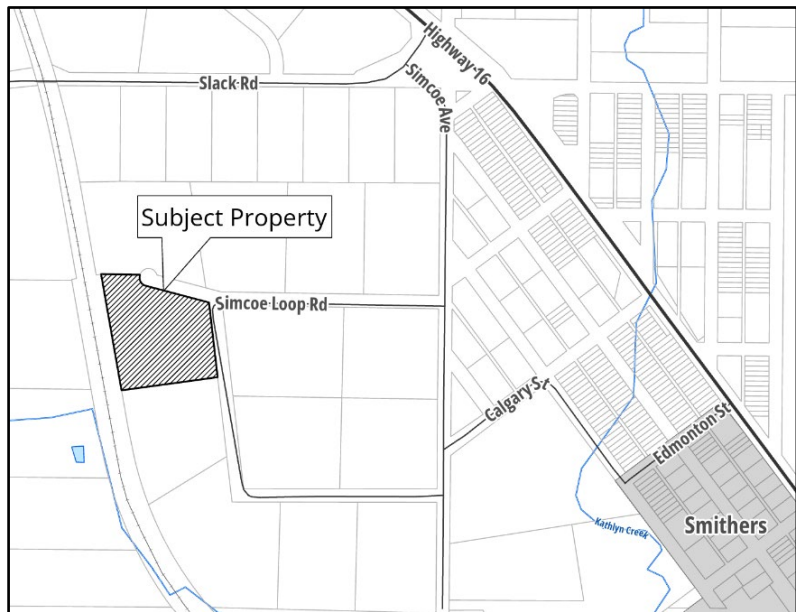 Highway 16
Slack Rd
Simcoe Ave
Subject Property
Simcoe Loop Rd
Calgary St
Edmonton St
Smithers
Kathlyn Creek